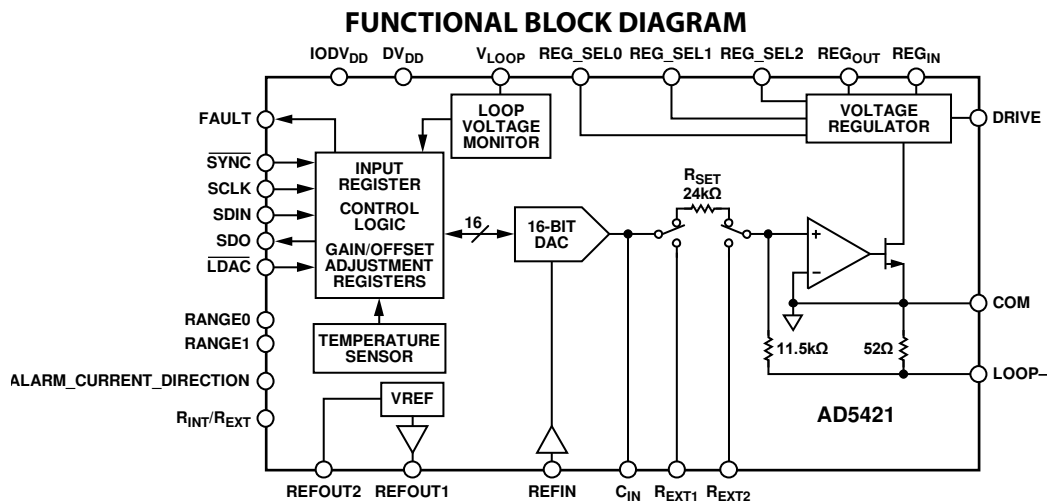 FUNCTIONAL BLOCK DIAGRAM
IODVDD
DVDD
VLOOP
REG_SEL0
REG_SEL1
REG_SEL2
REGOUT
REGIN
FAULT
SYNC
SCLK
SDIN
SDO
LDAC
RANGE0
RANGE1
ALARM_CURRENT_DIRECTION
RINT/REXT
LOOP
VOLTAGE
MONITOR
VOLTAGE
REGULATOR
DRIVE
INPUT
REGISTER
CONTROL
LOGIC
GAIN/OFFSET
ADJUSTMENT
REGISTERS
16
16-BIT
DAC
RSET
24kΩ
+
–
COM
11.5kΩ
52Ω
LOOP–
TEMPERATURE
SENSOR
VREF
AD5421
REFOUT2
REFOUT1
REFIN
CIN
REXT1
REXT2